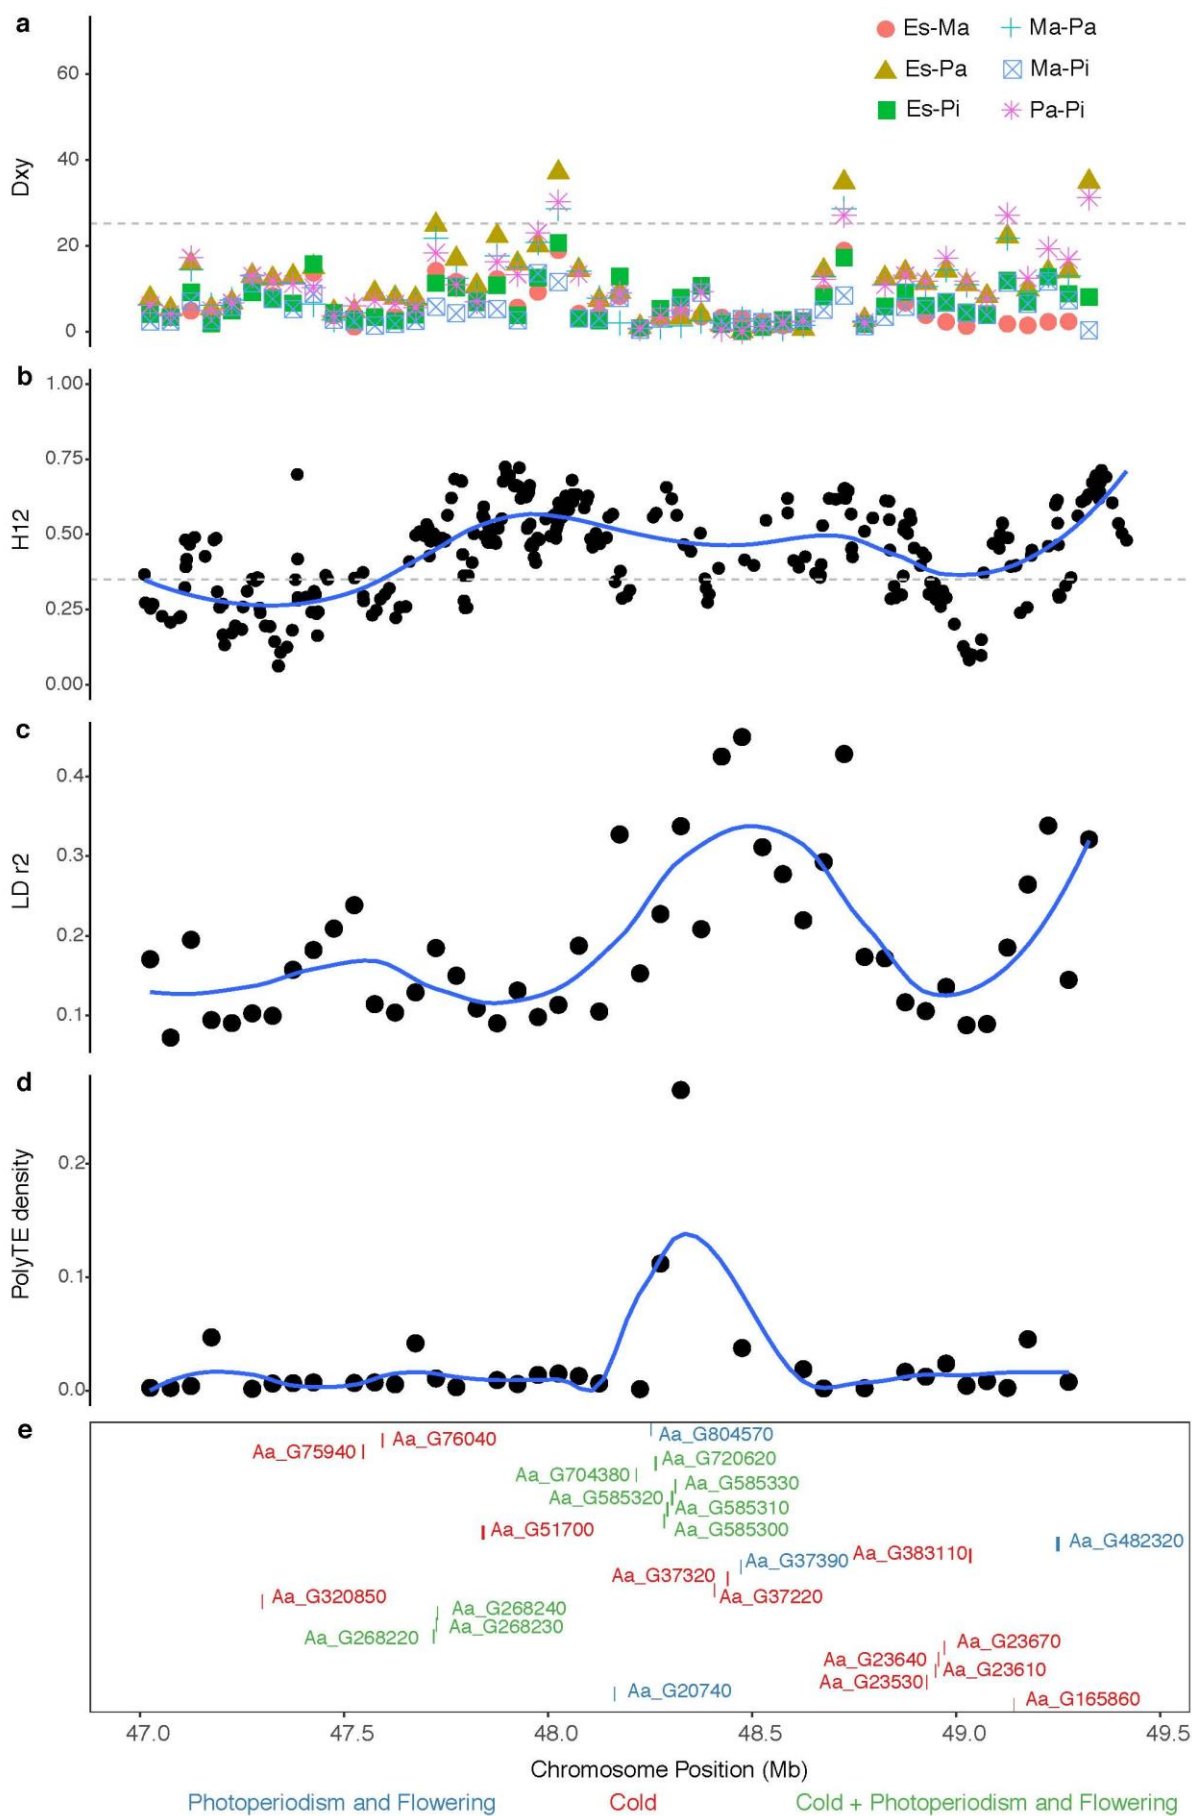 a
Es-Ma
Ma-Pa
Es-Pa
Ma-Pi
Es-Pi
Pa-Pi
Dxy
60
40
20
0
b
H12
1.00
0.75
0.50
0.25
0.00
c
LD r2
0.4
0.3
0.2
0.1
d
PolyTE density
0.2
0.1
0.0
e
Aa_G804570
Aa_G76040
Aa_G75940
Aa_G720620
Aa_G704380
Aa_G585330
Aa_G585320
Aa_G585310
Aa_G585300
Aa_G51700
Aa_G482320
Aa_G383110
Aa_G37390
Aa_G37320
Aa_G37220
Aa_G320850
Aa_G268240
Aa_G268230
Aa_G268220
Aa_G23670
Aa_G23640
Aa_G23610
Aa_G23530
Aa_G20740
Aa_G165860
47.0 47.5 48.0 48.5 49.0 49.5
Chromosome Position (Mb)
Photoperiodism and Flowering Cold Cold + Photoperiodism and Flowering